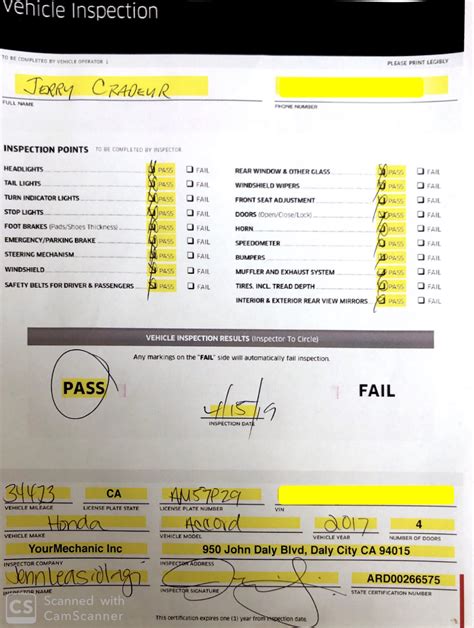 Vehicle Inspection
TO BE COMPLETED BY VEHICLE OPERATOR PLEASE PRINT LEGIBLY
JERRY CRADEUR
FULL NAME PHONE NUMBER
INSPECTION POINTS TO BE COMPLETED BY INSPECTOR
HEADLIGHTS PASS FAIL REAR WINDOW & OTHER GLASS PASS FAIL
TAIL LIGHTS PASS FAIL WINDSHIELD WIPERS PASS FAIL
TURN INDICATOR LIGHTS PASS FAIL FRONT SEAT ADJUSTMENT PASS FAIL
STOP LIGHTS PASS FAIL DOORS (Open/Close/Lock) PASS FAIL
FOOT BRAKES (Pads/Shoes Thickness) PASS FAIL HORN PASS FAIL
EMERGENCY/PARKING BRAKE PASS FAIL SPEEDOMETER PASS FAIL
STEERING MECHANISM PASS FAIL BUMPERS PASS FAIL
WINDSHIELD PASS FAIL MUFFLER AND EXHAUST SYSTEM PASS FAIL
SAFETY BELTS FOR DRIVER & PASSENGERS PASS FAIL TIRES, INCL. TREAD DEPTH PASS FAIL
INTERIOR & EXTERIOR REAR VIEW MIRRORS PASS FAIL
VEHICLE INSPECTION RESULTS (Inspector To Circle)
Any markings on the "FAIL" side will automatically fail inspection.
PASS 4/15/19 FAIL
INSPECTION DATE
34473 CA AM57P29
VEHICLE MILEAGE LICENSE PLATE STATE LICENSE PLATE NUMBER VIN
Honda Accord 2017 4
VEHICLE MAKE VEHICLE MODEL VEHICLE YEAR NUMBER OF DOORS
YourMechanic Inc 950 John Daly Blvd, Daly City CA 94015
INSPECTOR COMPANY INSPECTOR ADDRESS
ARD00266575
INSPECTOR NAME INSPECTOR SIGNATURE STATE CERTIFICATION NUMBER
CS Scanned with
CamScanner
This certification expires one (1) year from inspection date.